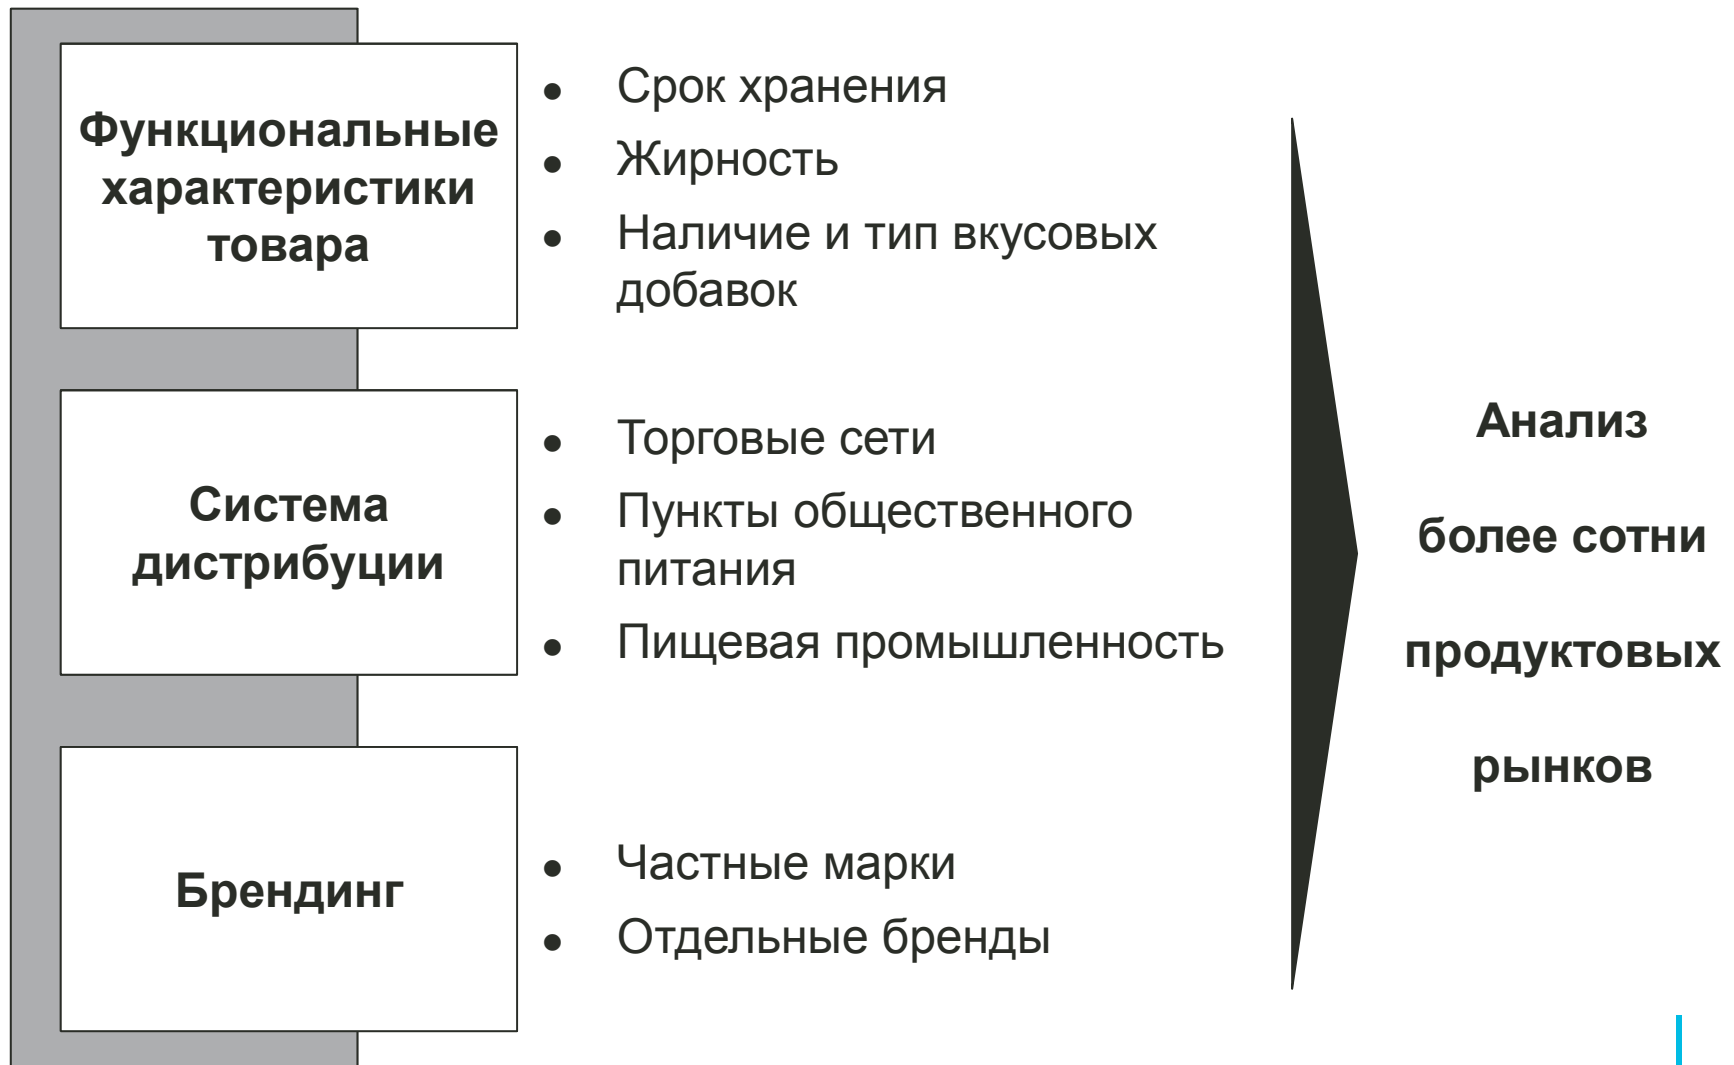 Функциональные
характеристики
товара
● Срок хранения
● Жирность
● Наличие и тип вкусовых
добавок
Система
дистрибуции
● Торговые сети
● Пункты общественного
питания
● Пищевая промышленность
Брендинг
● Частные марки
● Отдельные бренды
Анализ
более сотни
продуктовых
рынков